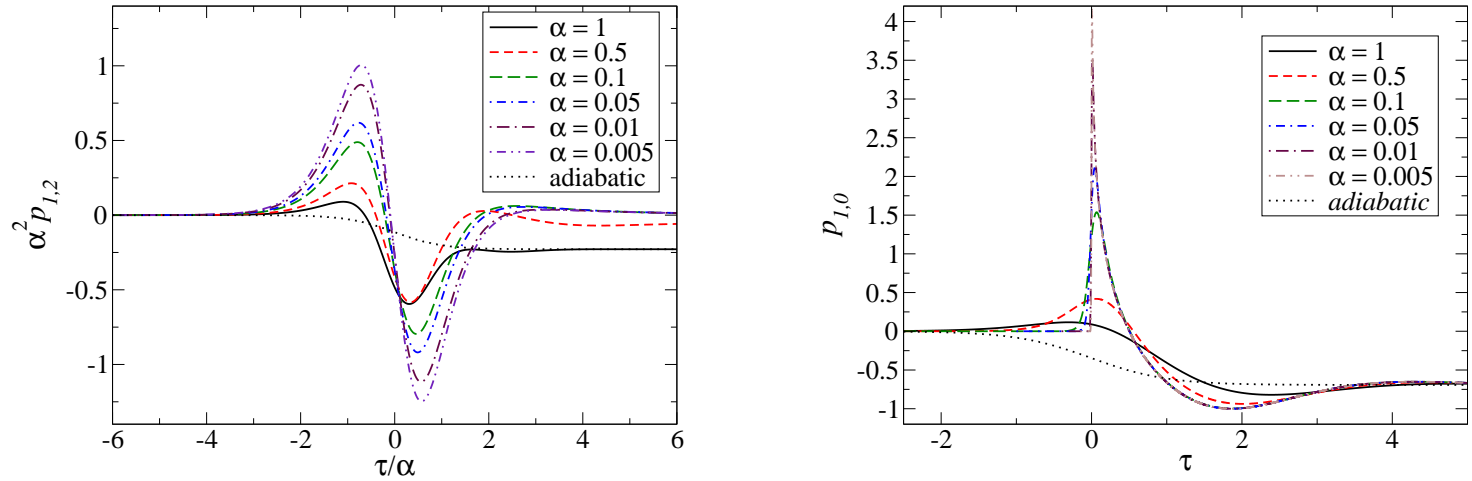 α = 1
α = 0.5
α = 0.1
α = 0.05
α = 0.01
α = 0.005
adiabatic
1
0.5
0
-0.5
-1
α² p1,2
-6 -4 -2 0 2 4 6
τ/α
α = 1
α = 0.5
α = 0.1
α = 0.05
α = 0.01
α = 0.005
adiabatic
4
3.5
3
2.5
2
1.5
1
0.5
0
-0.5
-1
p1,0
-2 0 2 4
τ